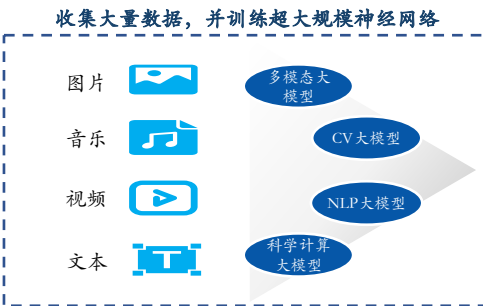 收集大量数据，并训练超大规模神经网络
图片
多模态大
模型
音乐
CV大模型
视频
NLP大模型
文本
T
科学计算
大模型